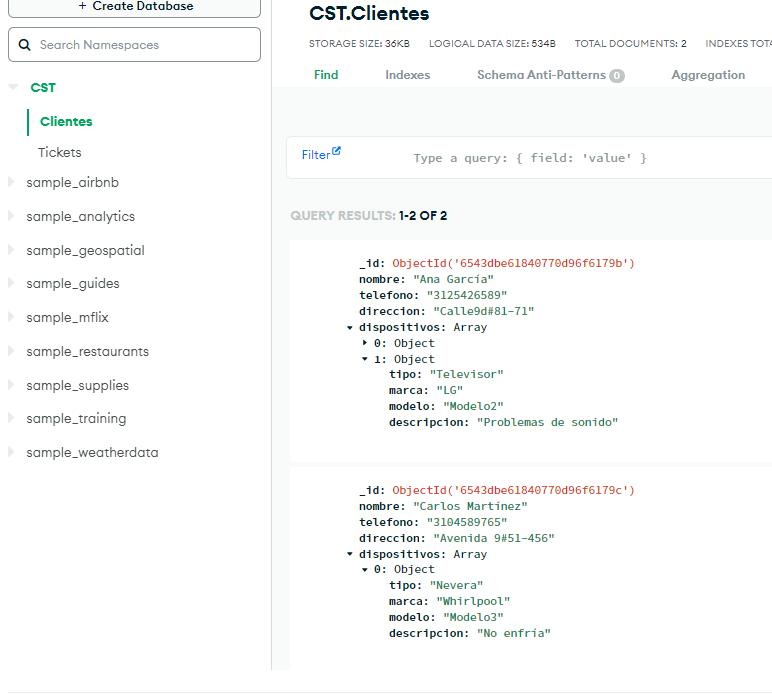 + Create Database
Search Namespaces
CST
Clientes
Tickets
sample_airbnb
sample_analytics
sample_geospatial
sample_guides
sample_mflix
sample_restaurants
sample_supplies
sample_training
sample_weatherdata
CST.Clientes
STORAGE SIZE: 36KB LOGICAL DATA SIZE: 534B TOTAL DOCUMENTS: 2 INDEXES TOTA
Find Indexes Schema Anti-Patterns 0 Aggregation
Filter Type a query: { field: 'value' }
QUERY RESULTS: 1-2 OF 2
_id: ObjectId('6543dbe61840770d96f6179b')
nombre: "Ana García"
telefono: "3125426589"
direccion: "Calle9d#81-71"
dispositivos: Array
0: Object
1: Object
tipo: "Televisor"
marca: "LG"
modelo: "Modelo2"
descripcion: "Problemas de sonido"
_id: ObjectId('6543dbe61840770d96f6179c')
nombre: "Carlos Martínez"
telefono: "3104589765"
direccion: "Avenida 9#51-456"
dispositivos: Array
0: Object
tipo: "Nevera"
marca: "Whirlpool"
modelo: "Modelo3"
descripcion: "No enfría"